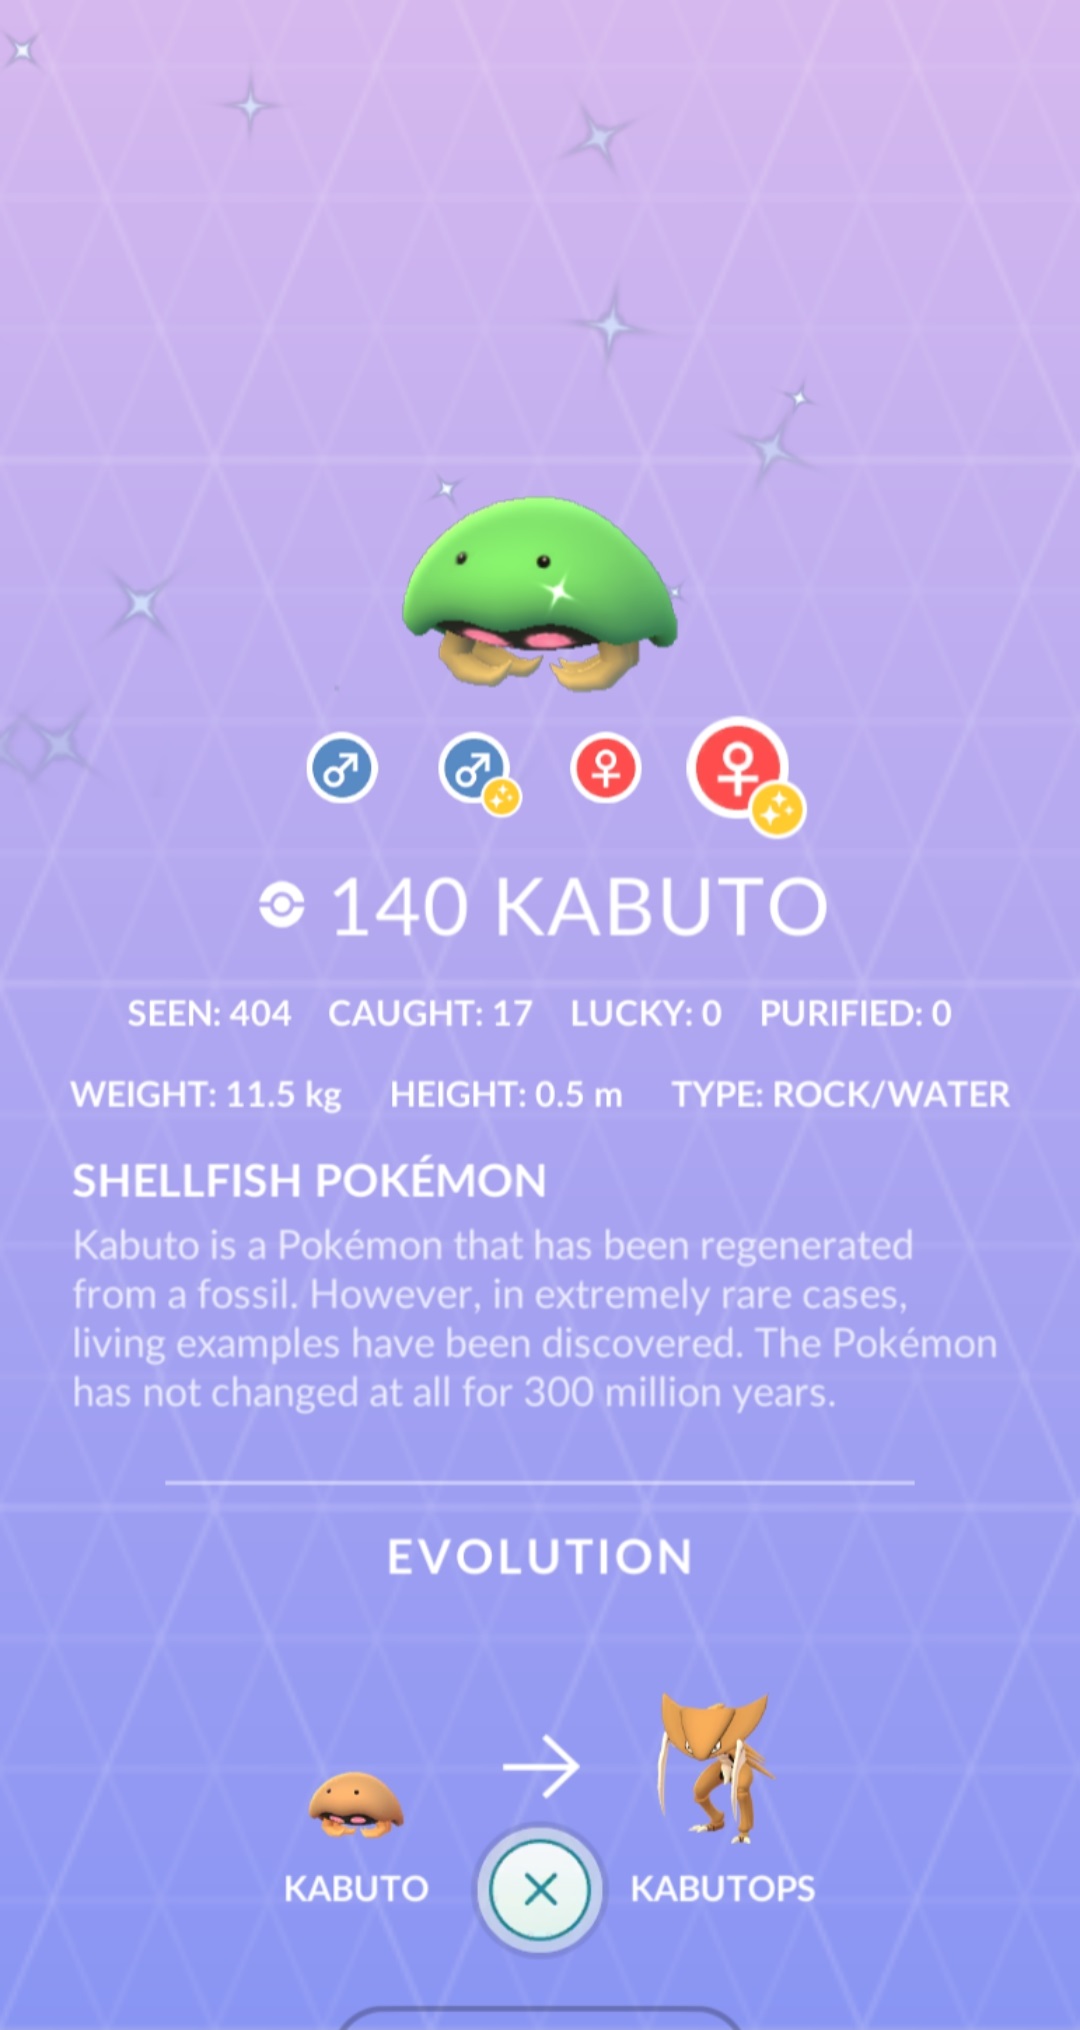 140 KABUTO
SEEN: 404 CAUGHT: 17 LUCKY: 0 PURIFIED: 0
WEIGHT: 11.5 kg HEIGHT: 0.5 m TYPE: ROCK/WATER
SHELLFISH POKÉMON
Kabuto is a Pokémon that has been regenerated
from a fossil. However, in extremely rare cases,
living examples have been discovered. The Pokémon
has not changed at all for 300 million years.
EVOLUTION
KABUTO KABUTOPS